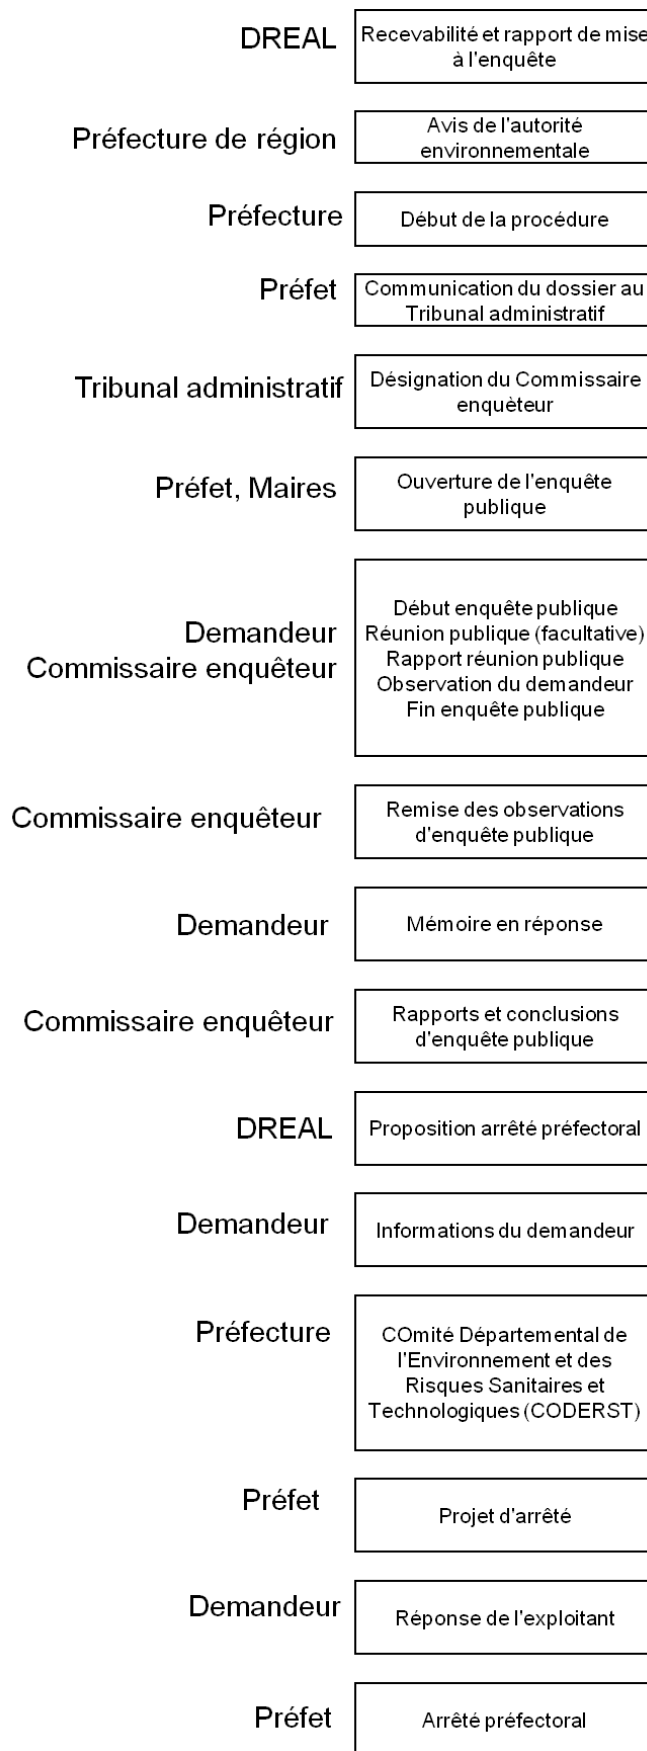 DREAL
Recevabilité et rapport de mise
à l'enquête
Préfecture de région
Avis de l'autorité
environnementale
Préfecture
Début de la procédure
Préfet
Communication du dossier au
Tribunal administratif
Tribunal administratif
Désignation du Commissaire
enquèteur
Préfet, Maires
Ouverture de l'enquête
publique
Demandeur
Commissaire enquêteur
Début enquête publique
Réunion publique (facultative)
Rapport réunion publique
Observation du demandeur
Fin enquête publique
Commissaire enquêteur
Remise des observations
d'enquête publique
Demandeur
Mémoire en réponse
Commissaire enquêteur
Rapports et conclusions
d'enquête publique
DREAL
Proposition arrêté préfectoral
Demandeur
Informations du demandeur
Préfecture
COmité Départemental de
l'Environnement et des
Risques Sanitaires et
Technologiques (CODERST)
Préfet
Projet d'arrêté
Demandeur
Réponse de l'exploitant
Préfet
Arrêté préfectoral